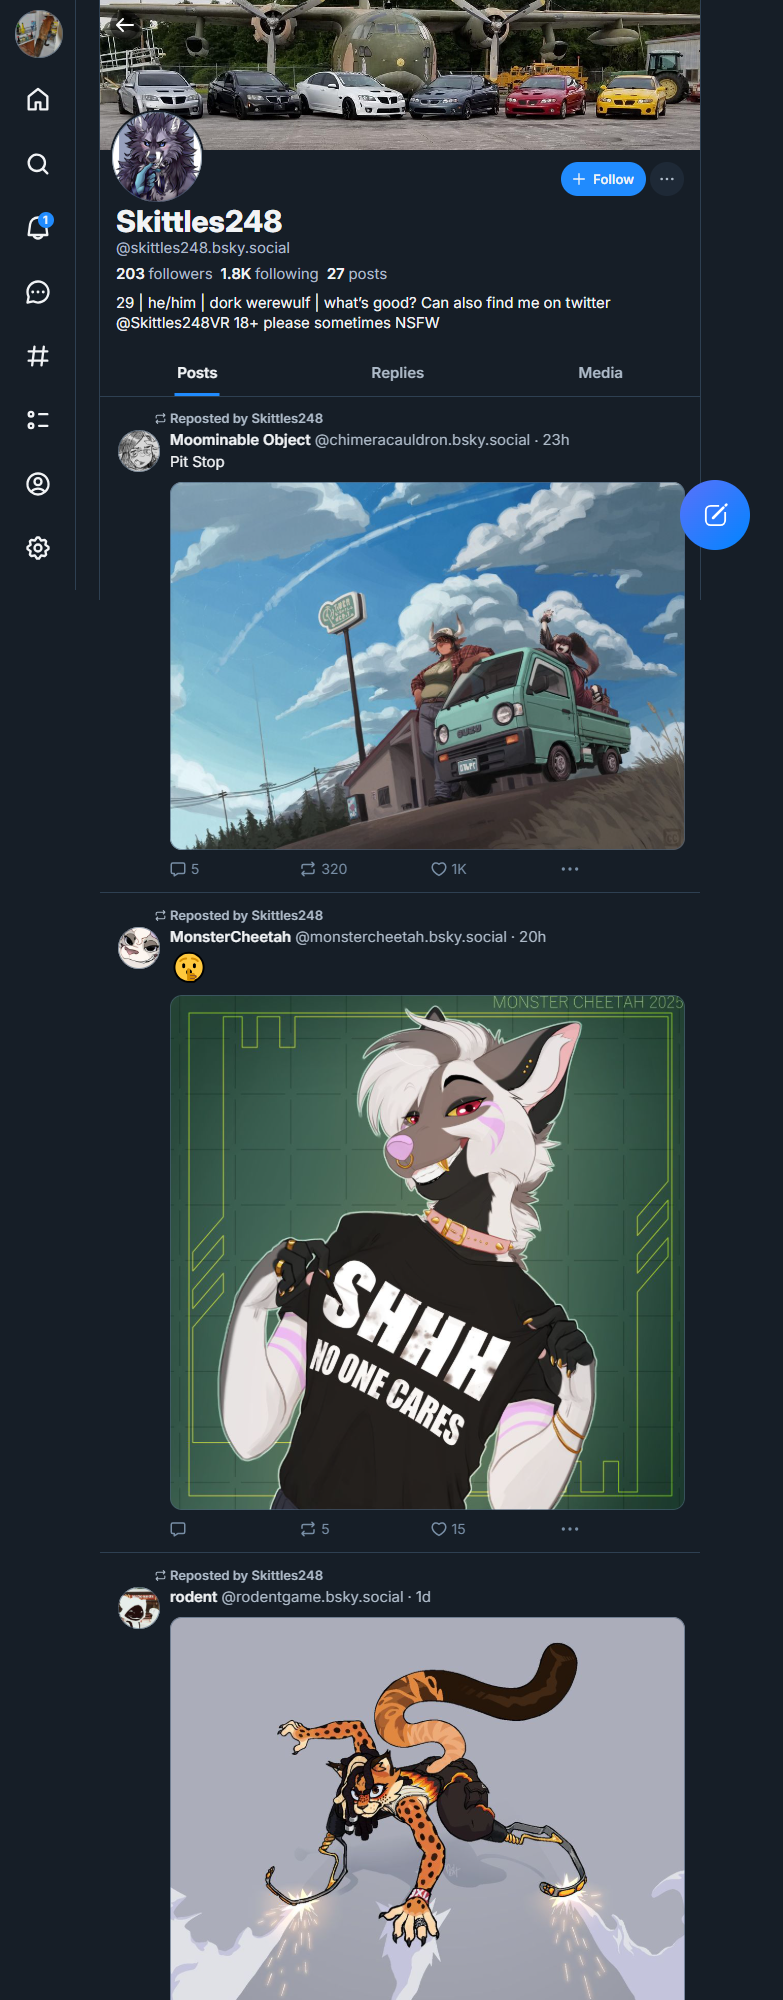 1
Follow
Skittles248
@skittles248.bsky.social
203 followers 1.8K following 27 posts
29 | he/him | dork werewulf | what's good? Can also find me on twitter
@Skittles248VR 18+ please sometimes NSFW
Posts Replies Media
Reposted by Skittles248
Moominable Object @chimeracauldron.bsky.social · 23h
Pit Stop
5 320 1K
Reposted by Skittles248
MonsterCheetah @monstercheetah.bsky.social · 20h
MONSTER CHEETAH 2025
SHHH
NO ONE CARES
5 15
Reposted by Skittles248
rodent @rodentgame.bsky.social · 1d